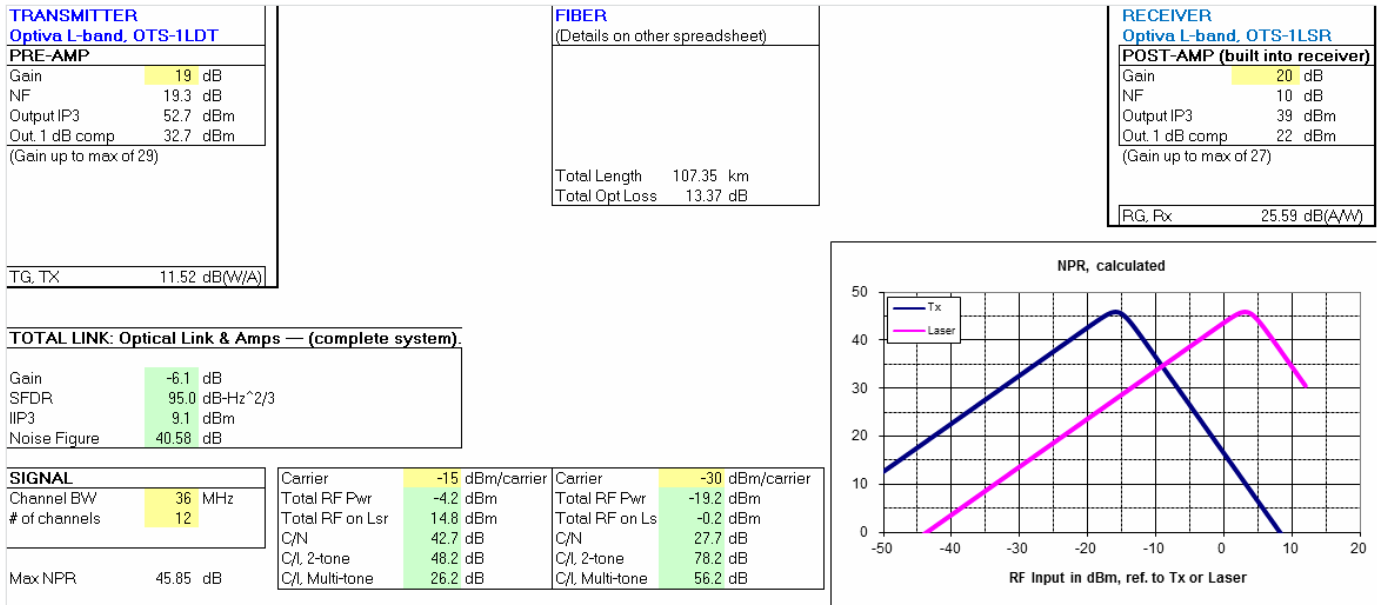 TRANSMITTER
Optiva L-band, OTS-1LDT
PRE-AMP
Gain 19 dB
NF 19.3 dB
Output IP3 52.7 dBm
Out. 1 dB comp 32.7 dBm
(Gain up to max of 29)
TG, TX 11.52 dB(W/A)
FIBER
(Details on other spreadsheet)
Total Length 107.35 km
Total Opt Loss 13.37 dB
RECEIVER
Optiva L-band, OTS-1LSR
POST-AMP (built into receiver)
Gain 20 dB
NF 10 dB
Output IP3 39 dBm
Out. 1 dB comp 22 dBm
(Gain up to max of 27)
RG, Rx 25.59 dB(A/W)
TOTAL LINK: Optical Link & Amps — (complete system).
Gain -6.1 dB
SFDR 95.0 dB-Hz^2/3
IIP3 9.1 dBm
Noise Figure 40.58 dB
SIGNAL
Channel BW 36 MHz
# of channels 12
Max NPR 45.85 dB
Carrier -15 dBm/carrier
Total RF Pwr -4.2 dBm
Total RF on Lsr 14.8 dBm
C/N 42.7 dB
C/I, 2-tone 48.2 dB
C/I, Multi-tone 26.2 dB
Carrier -30 dBm/carrier
Total RF Pwr -19.2 dBm
Total RF on Ls -0.2 dBm
C/N 27.7 dB
C/I, 2-tone 78.2 dB
C/I, Multi-tone 56.2 dB
NPR, calculated
50
40
30
20
10
0
Tx
Laser
-50 -40 -30 -20 -10 0 10 20
RF Input in dBm, ref. to Tx or Laser